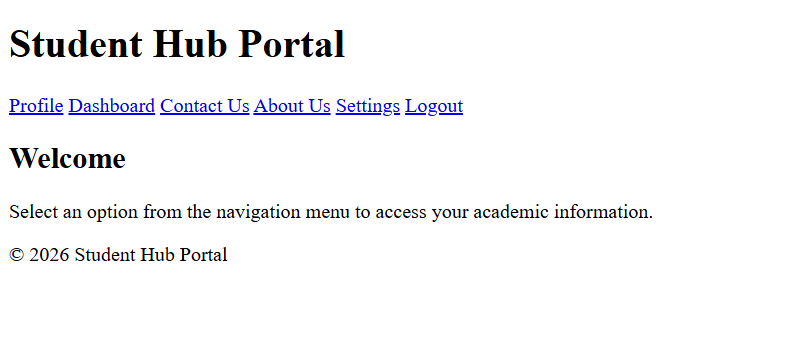 Student Hub Portal
Profile Dashboard Contact Us About Us Settings Logout
Welcome
Select an option from the navigation menu to access your academic information.
© 2026 Student Hub Portal